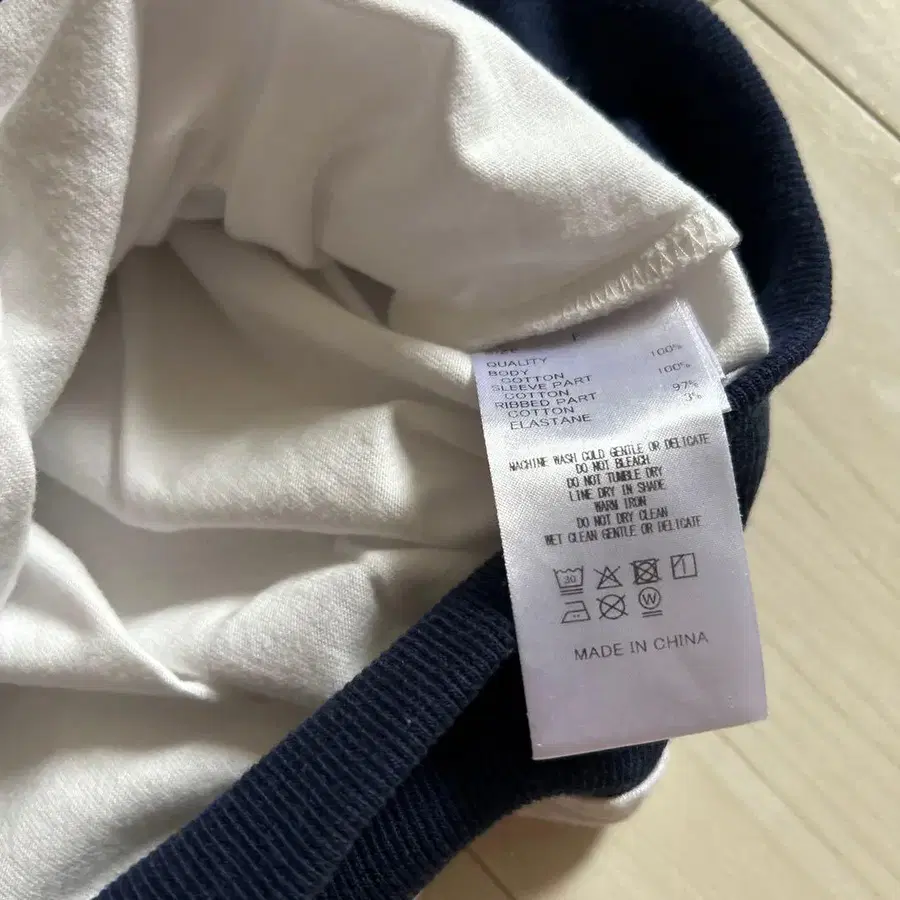 SIZE F
QUALITY
BODY
COTTON 100%
SLEEVE PART
COTTON 100%
RIBBED PART
COTTON 97%
ELASTANE 3%
MACHINE WASH COLD GENTLE OR DELICATE
DO NOT BLEACH
DO NOT TUMBLE DRY
LINE DRY IN SHADE
WARM IRON
DO NOT DRY CLEAN
WET CLEAN GENTLE OR DELICATE
30
W
MADE IN CHINA